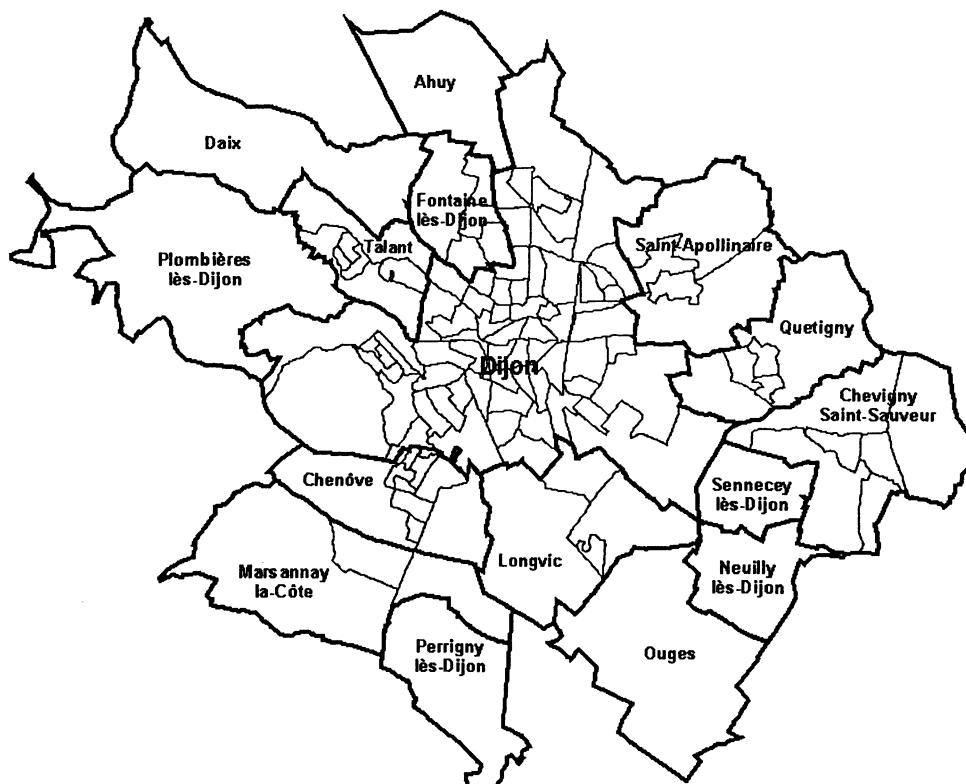 Ahuy
Daix
Fontaine
lès-Dijon
Talant
Saint-Apollinaire
Plombières
lès-Dijon
Quetigny
Dijon
Chevigny
Saint-Sauveur
Chenôve
Sennecey
lès-Dijon
Longvic
Neuilly
lès-Dijon
Marsannay
la-Côte
Perrigny
lès-Dijon
Ouges